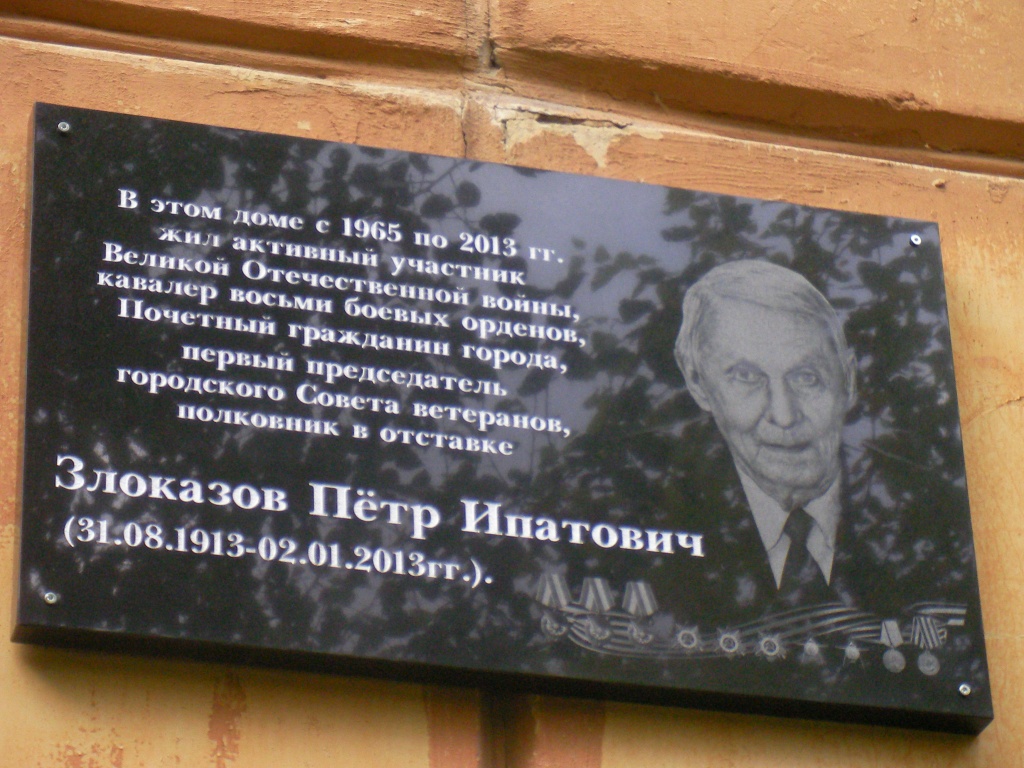 В этом доме с 1965 по 2013 гг.
жил активный участник
Великой Отечественной войны,
кавалер восьми боевых орденов,
Почетный гражданин города,
первый председатель
городского Совета ветеранов,
полковник в отставке
Злоказов Пётр Ипатович
(31.08.1913-02.01.2013гг.).